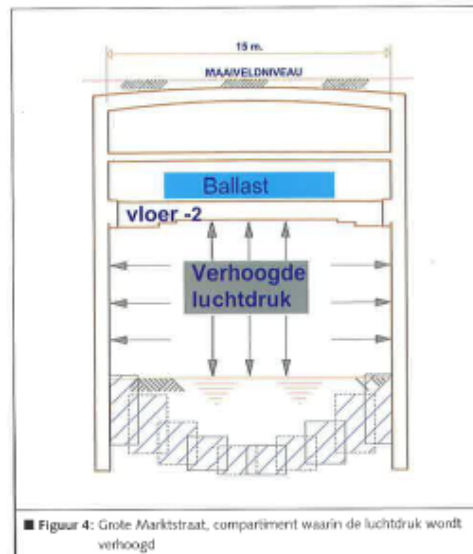 15 m.
MAAIVELDNIVEAU
Ballast
vloer -2
Verhoogde
luchtdruk
■ Figuur 4: Grote Marktstraat, compartiment waarin de luchtdruk wordt
verhoogd